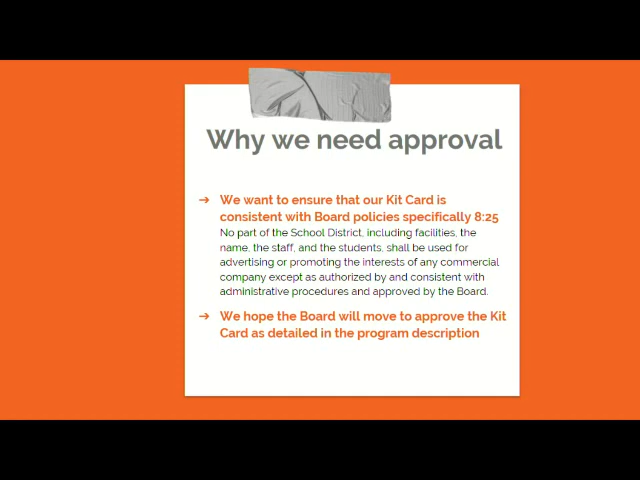 Why we need approval
➔ We want to ensure that our Kit Card is
consistent with Board policies specifically 8:25
No part of the School District, including facilities, the
name, the staff, and the students, shall be used for
advertising or promoting the interests of any commercial
company except as authorized by and consistent with
administrative procedures and approved by the Board.
➔ We hope the Board will move to approve the Kit
Card as detailed in the program description